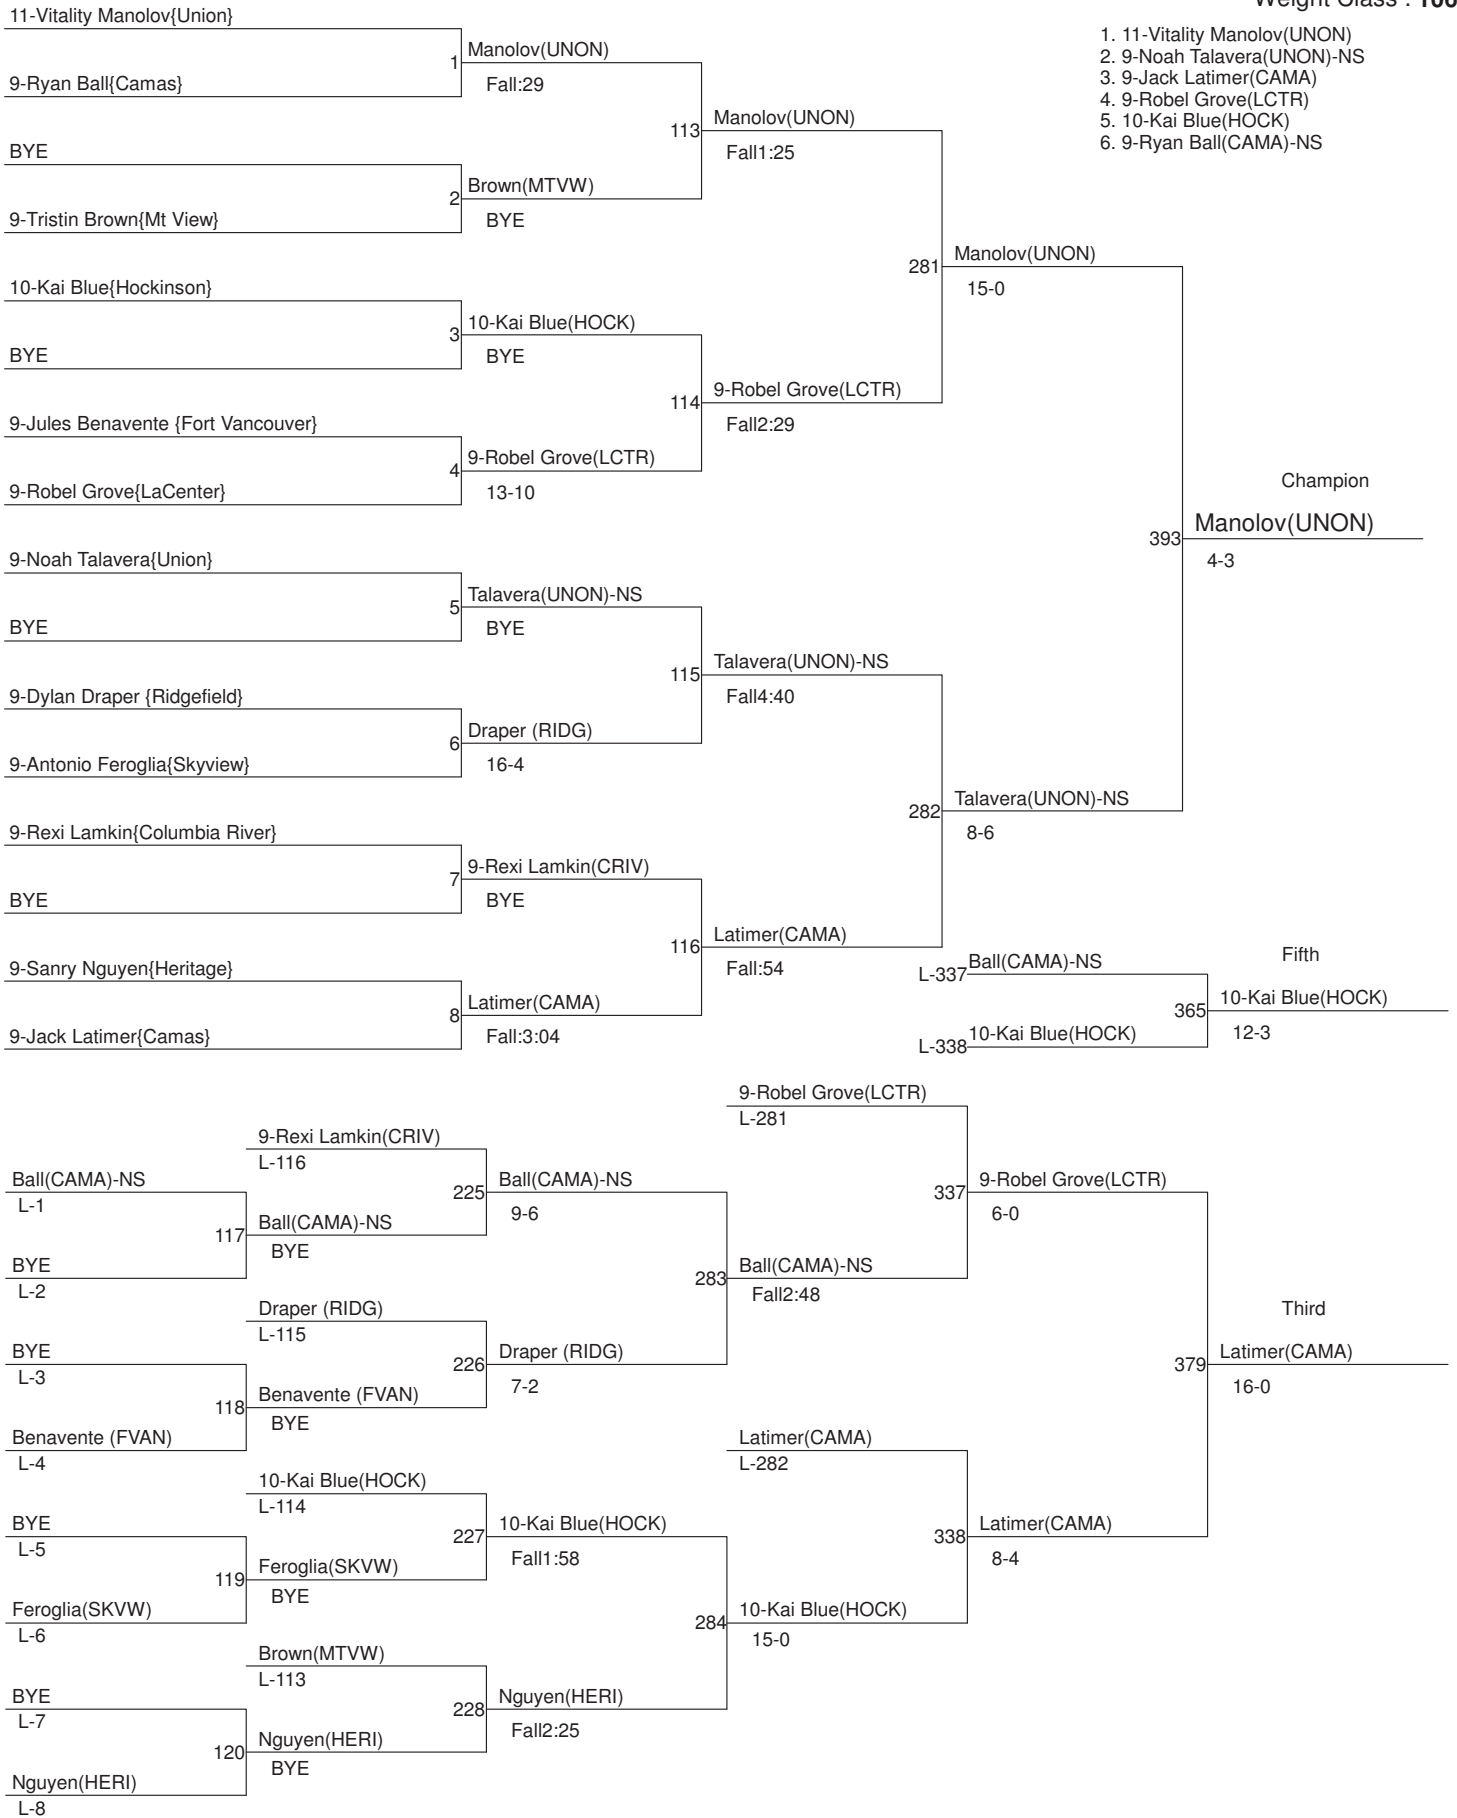 Weight Class : 106
1. 11-Vitality Manolov(UNON)
2. 9-Noah Talavera(UNON)-NS
3. 9-Jack Latimer(CAMA)
4. 9-Robel Grove(LCTR)
5. 10-Kai Blue(HOCK)
6. 9-Ryan Ball(CAMA)-NS
11-Vitality Manolov{Union}
1
9-Ryan Ball{Camas}
BYE
2
9-Tristin Brown{Mt View}
10-Kai Blue{Hockinson}
3
BYE
9-Jules Benavente {Fort Vancouver}
4
9-Robel Grove{LaCenter}
9-Noah Talavera{Union}
5
BYE
9-Dylan Draper {Ridgefield}
6
9-Antonio Feroglia{Skyview}
9-Rexi Lamkin{Columbia River}
7
BYE
9-Sanry Nguyen{Heritage}
8
9-Jack Latimer{Camas}
Manolov(UNON)
Fall:29
113
Brown(MTVW)
BYE
10-Kai Blue(HOCK)
BYE
114
9-Robel Grove(LCTR)
13-10
Talavera(UNON)-NS
BYE
115
Draper (RIDG)
16-4
9-Rexi Lamkin(CRIV)
BYE
116
Latimer(CAMA)
Fall:3:04
Manolov(UNON)
Fall1:25
281
9-Robel Grove(LCTR)
Fall2:29
Talavera(UNON)-NS
Fall4:40
282
Latimer(CAMA)
Fall:54
Manolov(UNON)
15-0
393
Talavera(UNON)-NS
8-6
Champion
Manolov(UNON)
4-3
L-337 Ball(CAMA)-NS
365
L-338 10-Kai Blue(HOCK)
Fifth
10-Kai Blue(HOCK)
12-3
Ball(CAMA)-NS
L-1
117
BYE
L-2
BYE
L-3
118
Benavente (FVAN)
L-4
BYE
L-5
119
Feroglia(SKVW)
L-6
BYE
L-7
120
Nguyen(HERI)
L-8
9-Rexi Lamkin(CRIV)
L-116
225
Ball(CAMA)-NS
BYE
Draper (RIDG)
L-115
226
Benavente (FVAN)
BYE
10-Kai Blue(HOCK)
L-114
227
Feroglia(SKVW)
BYE
Brown(MTVW)
L-113
228
Nguyen(HERI)
BYE
Ball(CAMA)-NS
9-6
283
Draper (RIDG)
7-2
10-Kai Blue(HOCK)
Fall1:58
284
Nguyen(HERI)
Fall2:25
9-Robel Grove(LCTR)
L-281
337
Ball(CAMA)-NS
Fall2:48
Latimer(CAMA)
L-282
338
10-Kai Blue(HOCK)
15-0
9-Robel Grove(LCTR)
6-0
379
Latimer(CAMA)
8-4
Third
Latimer(CAMA)
16-0